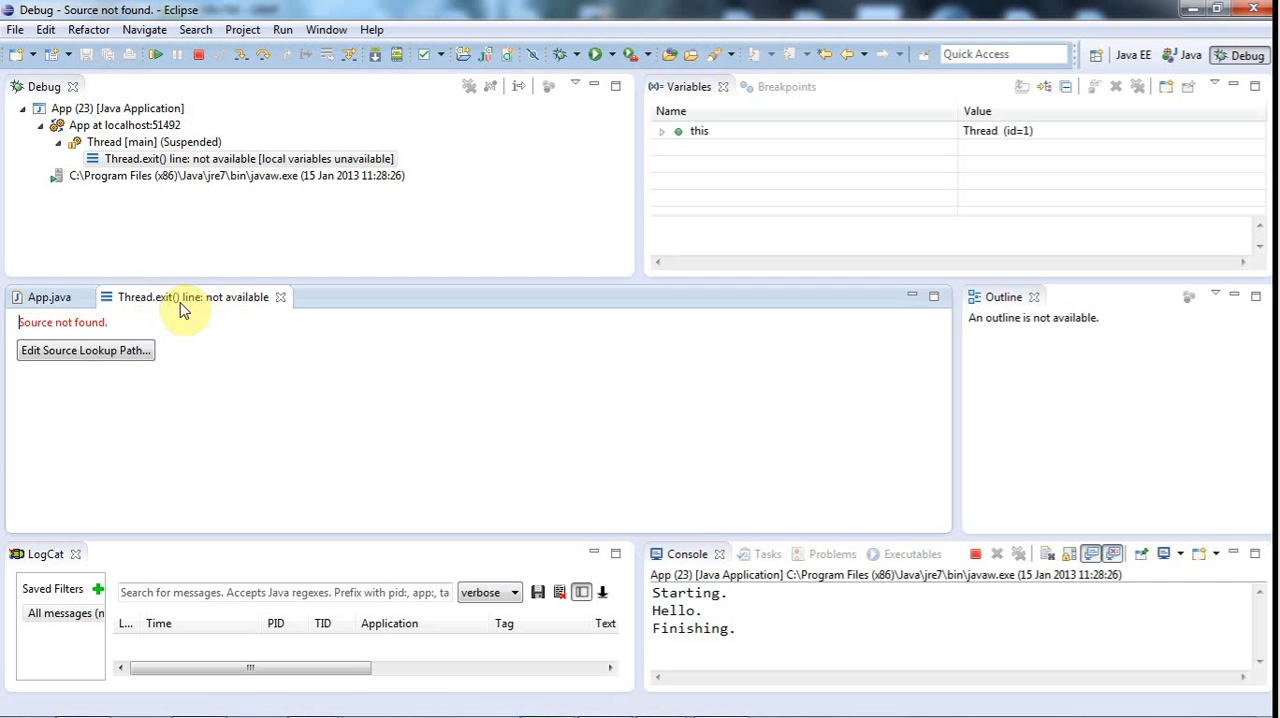 Debug - Source not found. - Eclipse
File Edit Refactor Navigate Search Project Run Window Help
Quick Access Java EE Java Debug
Debug
App (23) [Java Application]
App at localhost:51492
Thread [main] (Suspended)
Thread.exit() line: not available [local variables unavailable]
C:\Program Files (x86)\Java\jre7\bin\javaw.exe (15 Jan 2013 11:28:26)
Variables Breakpoints
Name Value
this Thread (id=1)
App.java Thread.exit() line: not available
Source not found.
Edit Source Lookup Path...
Outline
An outline is not available.
LogCat
Saved Filters
All messages (n
Search for messages. Accepts Java regexes. Prefix with pid:, app:, ta verbose
L... Time PID TID Application Tag Text
Console Tasks Problems Executables
App (23) [Java Application] C:\Program Files (x86)\Java\jre7\bin\javaw.exe (15 Jan 2013 11:28:26)
Starting.
Hello.
Finishing.